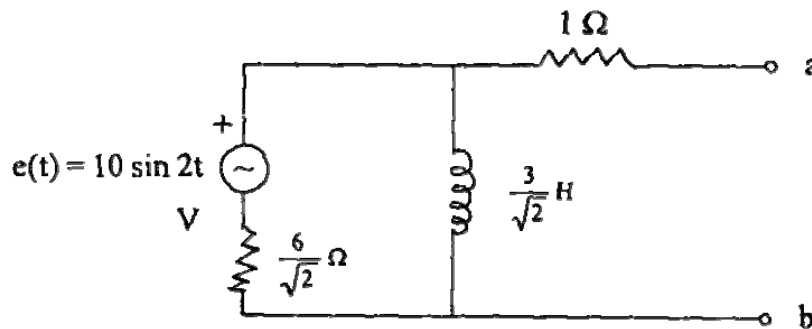 1 Ω
a
+
e(t) = 10 sin 2t
~
V
3/√2 H
6/√2 Ω
b